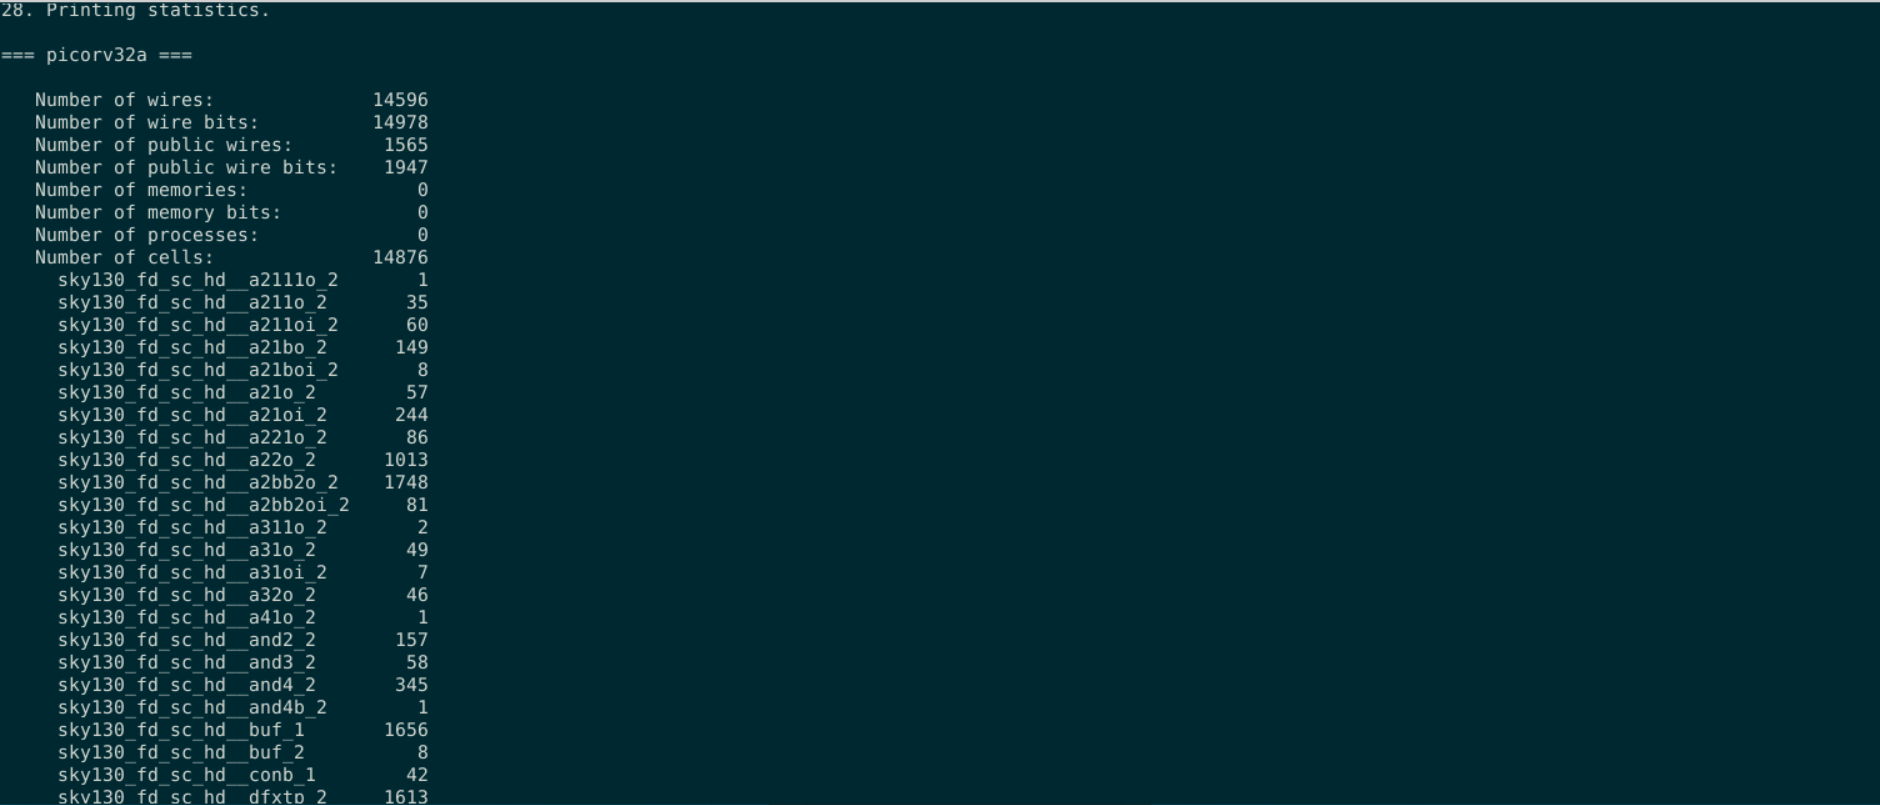 28. Printing statistics.
=== picorv32a ===
Number of wires: 14596
Number of wire bits: 14978
Number of public wires: 1565
Number of public wire bits: 1947
Number of memories: 0
Number of memory bits: 0
Number of processes: 0
Number of cells: 14876
sky130_fd_sc_hd__a2111o_2 1
sky130_fd_sc_hd__a211o_2 35
sky130_fd_sc_hd__a211oi_2 60
sky130_fd_sc_hd__a21bo_2 149
sky130_fd_sc_hd__a21boi_2 8
sky130_fd_sc_hd__a21o_2 57
sky130_fd_sc_hd__a21oi_2 244
sky130_fd_sc_hd__a221o_2 86
sky130_fd_sc_hd__a22o_2 1013
sky130_fd_sc_hd__a2bb2o_2 1748
sky130_fd_sc_hd__a2bb2oi_2 81
sky130_fd_sc_hd__a311o_2 2
sky130_fd_sc_hd__a31o_2 49
sky130_fd_sc_hd__a31oi_2 7
sky130_fd_sc_hd__a32o_2 46
sky130_fd_sc_hd__a41o_2 1
sky130_fd_sc_hd__and2_2 157
sky130_fd_sc_hd__and3_2 58
sky130_fd_sc_hd__and4_2 345
sky130_fd_sc_hd__and4b_2 1
sky130_fd_sc_hd__buf_1 1656
sky130_fd_sc_hd__buf_2 8
sky130_fd_sc_hd__conb_1 42
sky130_fd_sc_hd__dfxtp_2 1613